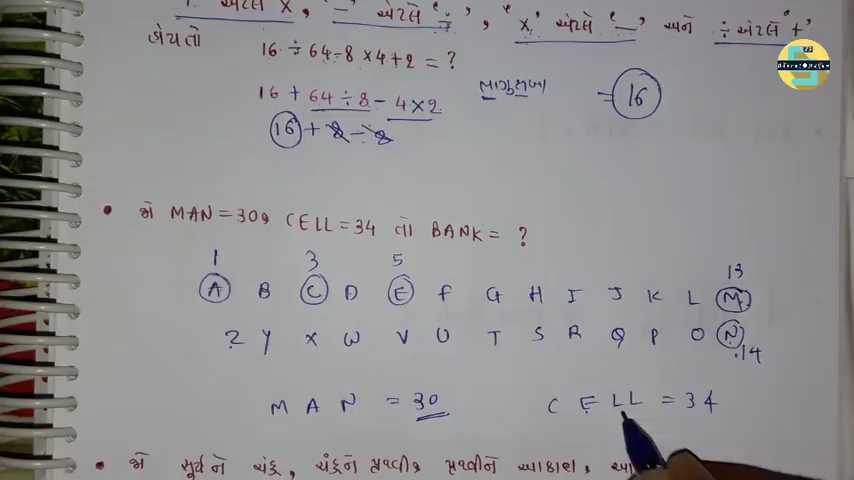 એટલે ×, '–' એટલે '÷', '×' એટલે '–' અને ÷ એટલે '+'
હોય તો
16 ÷ 64 – 8 × 4 + 2 = ?
16 + 64 ÷ 8 – 4 × 2 = 16
16 + 8 – 8
• જો MAN = 30, CELL = 34 તો BANK = ?
1 3 5 13
A B C D E F G H I J K L M
Z Y X W V U T S R Q P O N
14
M A N = 30 C E L L = 34
• જો સૂર્ય ને ચંદ્ર, ચંદ્રને પૃથ્વી, પૃથ્વીને આકાશ,